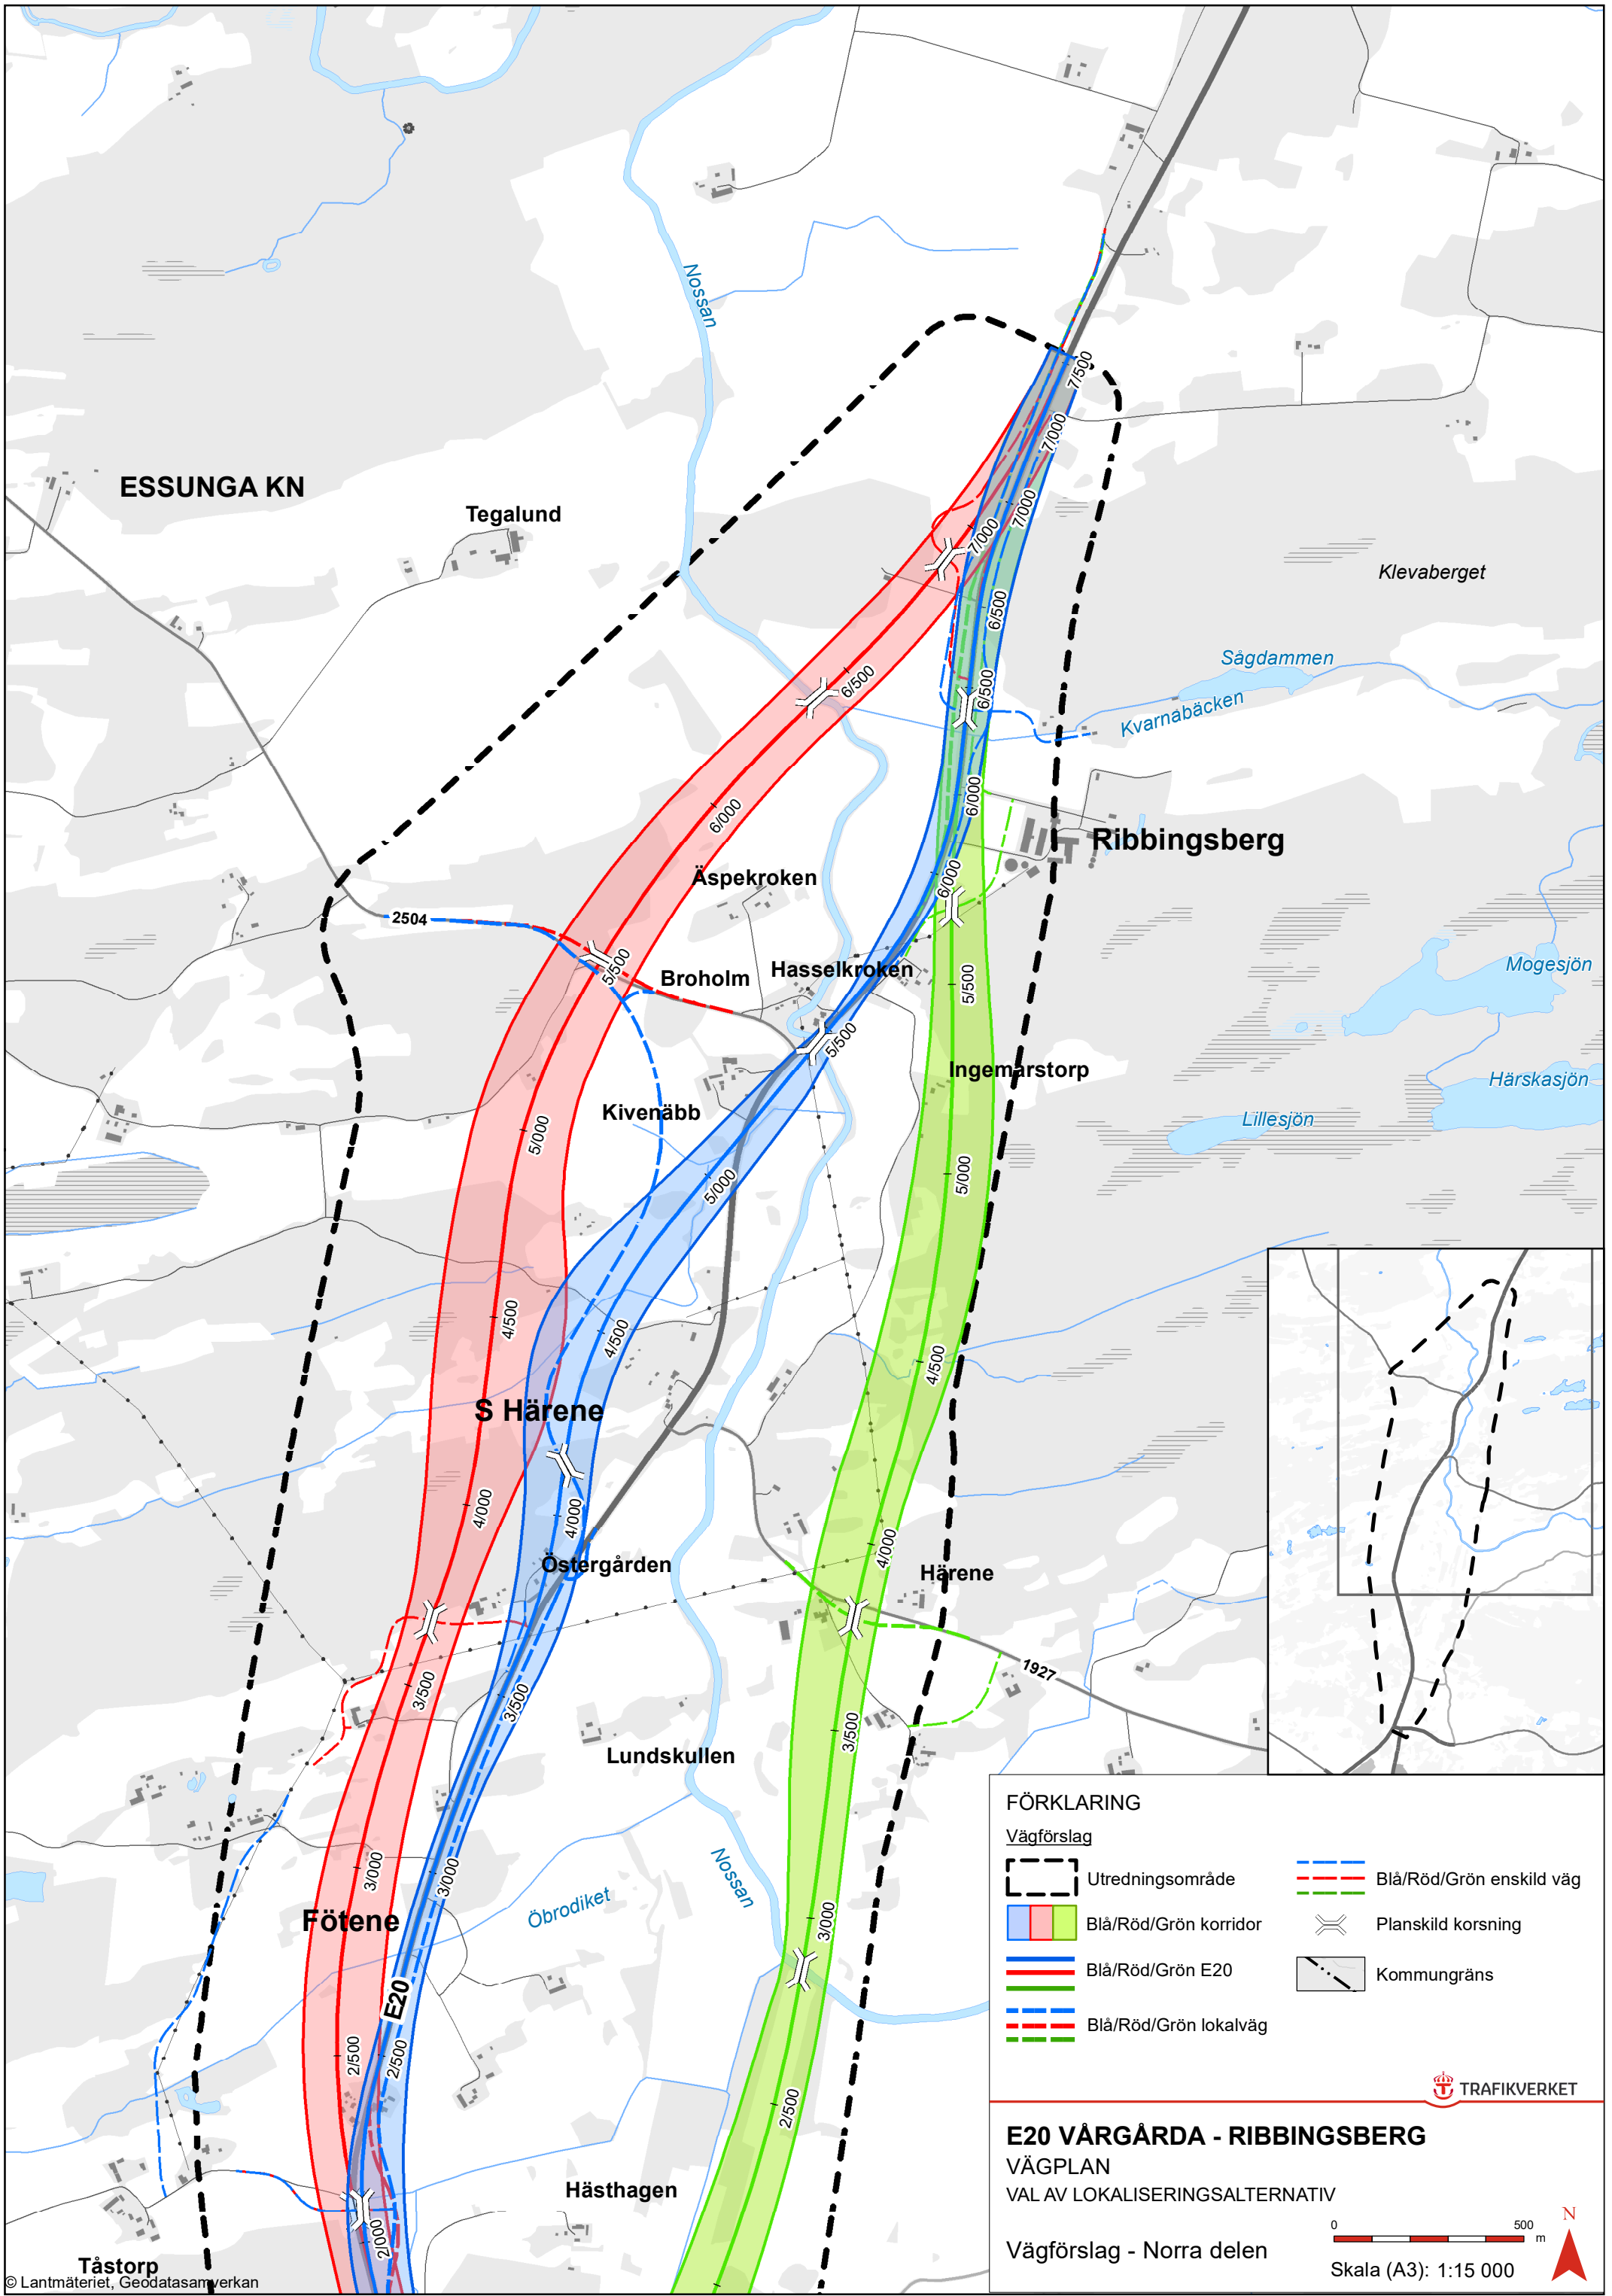 Nossan
7/500
7/000
ESSUNGA KN
Tegalund
7/000
7/000
Klevaberget
6/500
Sågdammen
6/500
6/500
Kvarnabäcken
6/000
6/000
Ribbingsberg
Äspekroken
6/000
2504
5/500
Broholm
Hasselkroken
5/500
Mogesjön
5/500
Ingemarstorp
Härskasjön
Kivenäbb
Lillesjön
5/000
5/000
5/000
4/500
4/500
4/500
S Härene
4/000
4/000
4/000
Östergården
Härene
1927
3/500
3/500
3/500
Lundskullen
3/000
3/000
Nossan
Öbrodiket
Fötene
3/000
E20
2/500
2/500
2/500
Hästhagen
2/000
Tåstorp
© Lantmäteriet, Geodatasamverkan
FÖRKLARING
Vägförslag
Utredningsområde
Blå/Röd/Grön korridor
Blå/Röd/Grön E20
Blå/Röd/Grön lokalväg
Blå/Röd/Grön enskild väg
Planskild korsning
Kommungräns
TRAFIKVERKET
E20 VÅRGÅRDA - RIBBINGSBERG
VÄGPLAN
VAL AV LOKALISERINGSALTERNATIV
Vägförslag - Norra delen
0 500 m
Skala (A3): 1:15 000
N